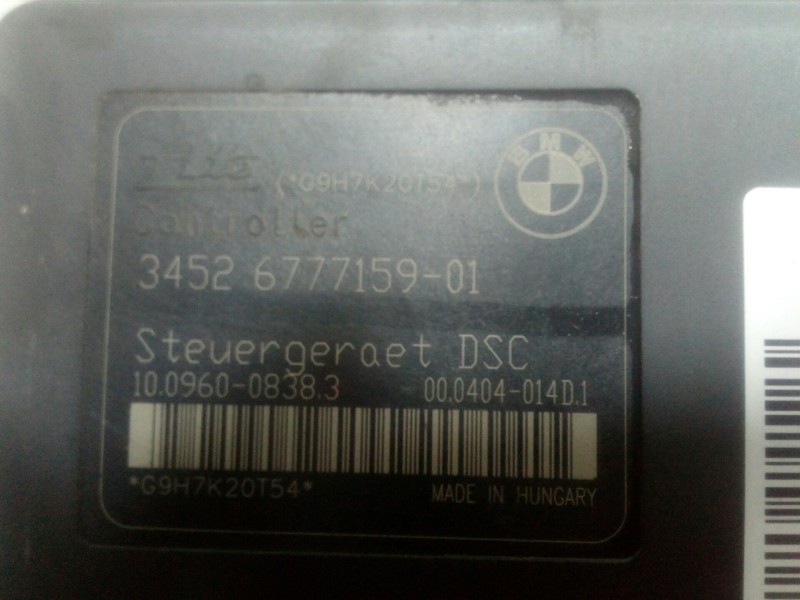 (*G9H7K20T54*)
BMW
Controller
3452 6777159-01
Steuergeraet DSC
10.0960-0838.3 00.0404-014D.1
*G9H7K20T54* MADE IN HUNGARY